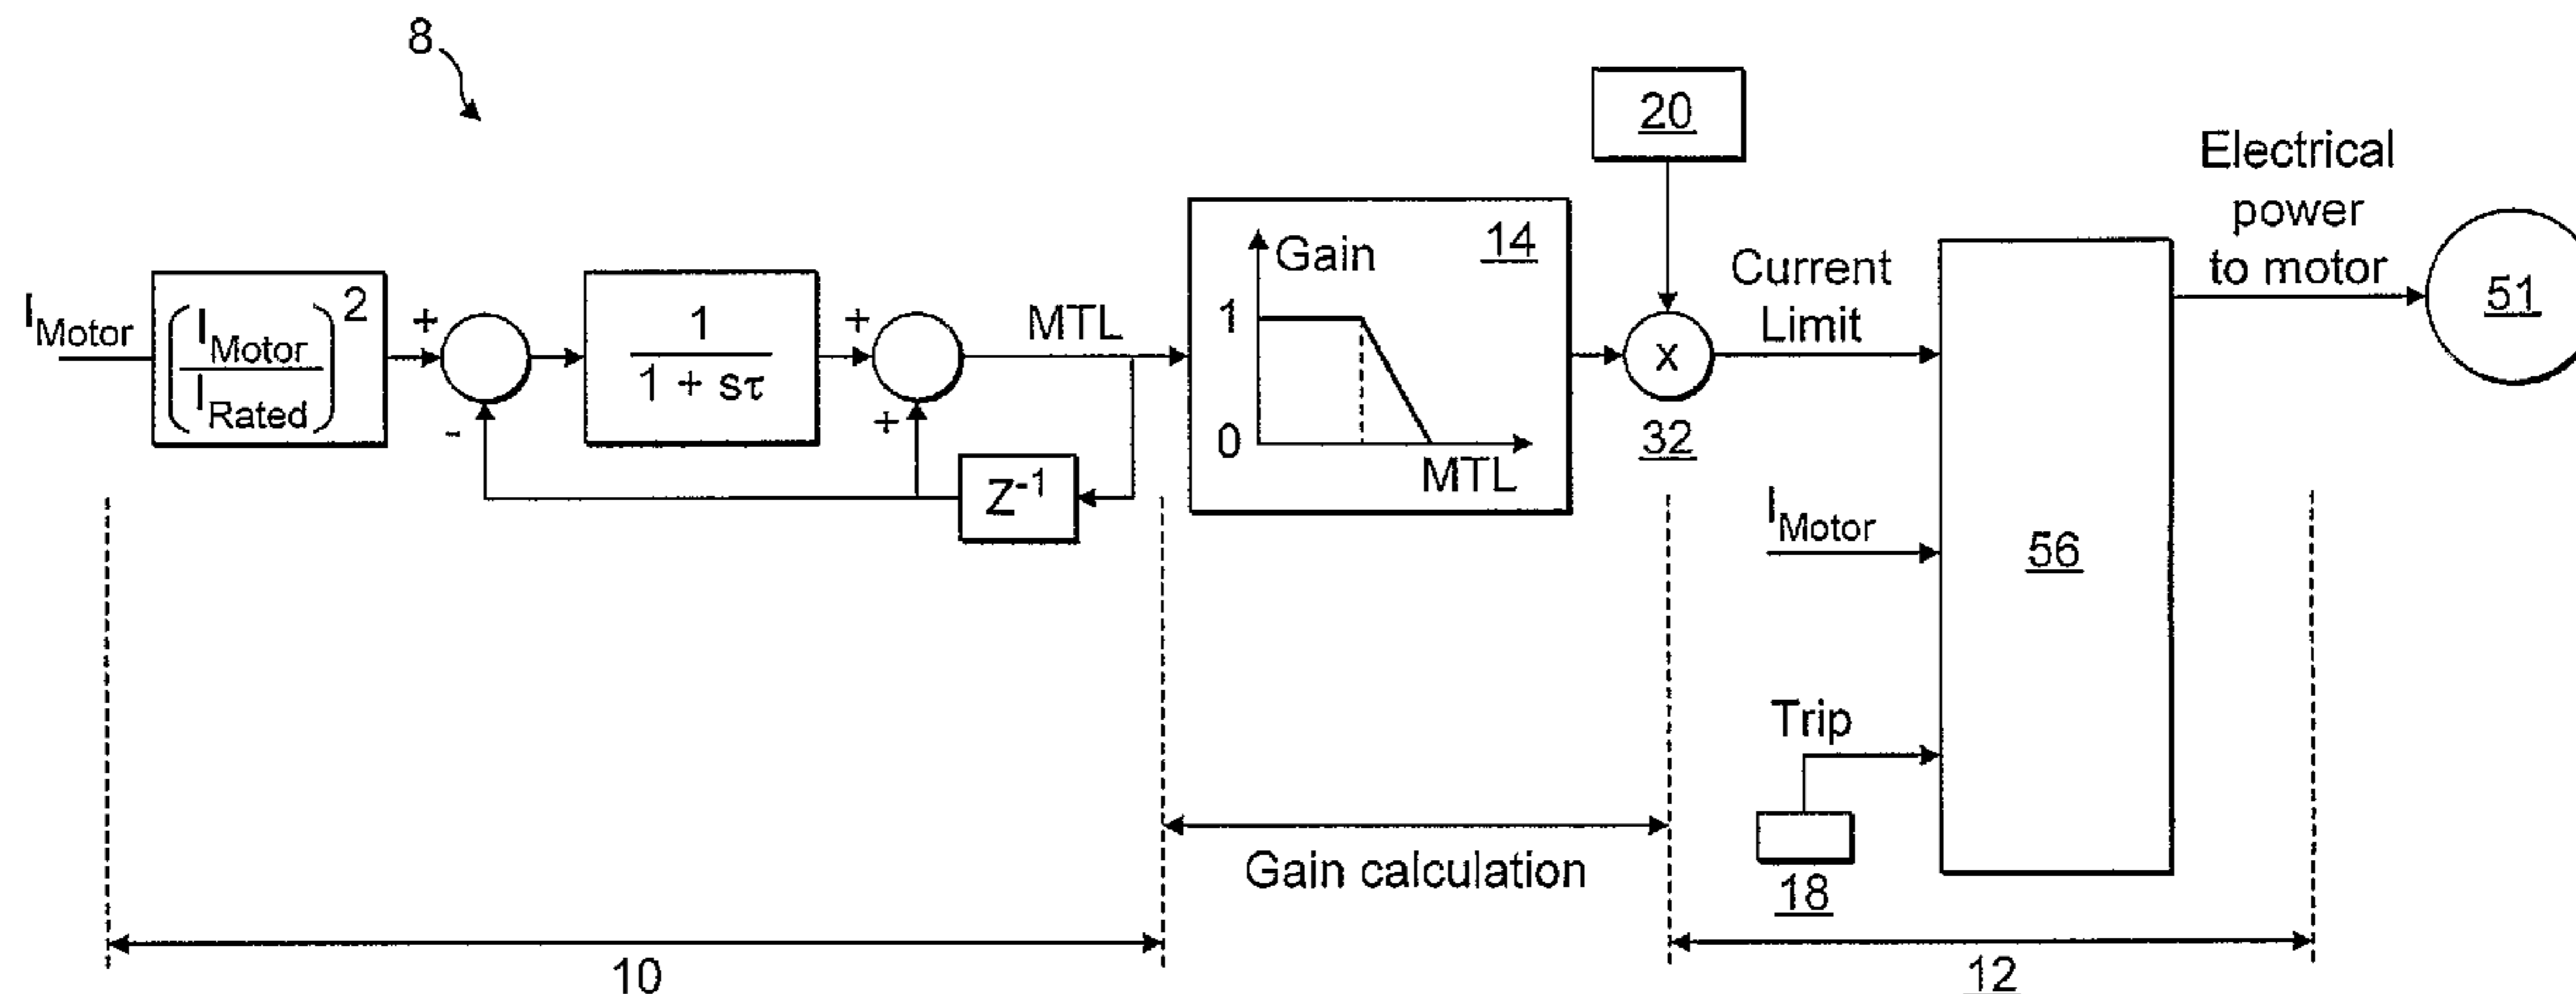 8
I_Motor
(I_Motor / I_Rated)^2
+
-
1
1 + sτ
+
+
MTL
Z^-1
14
Gain
1
0
MTL
20
x
32
Current
Limit
I_Motor
Trip
18
56
Electrical
power
to motor
51
Gain calculation
10
12